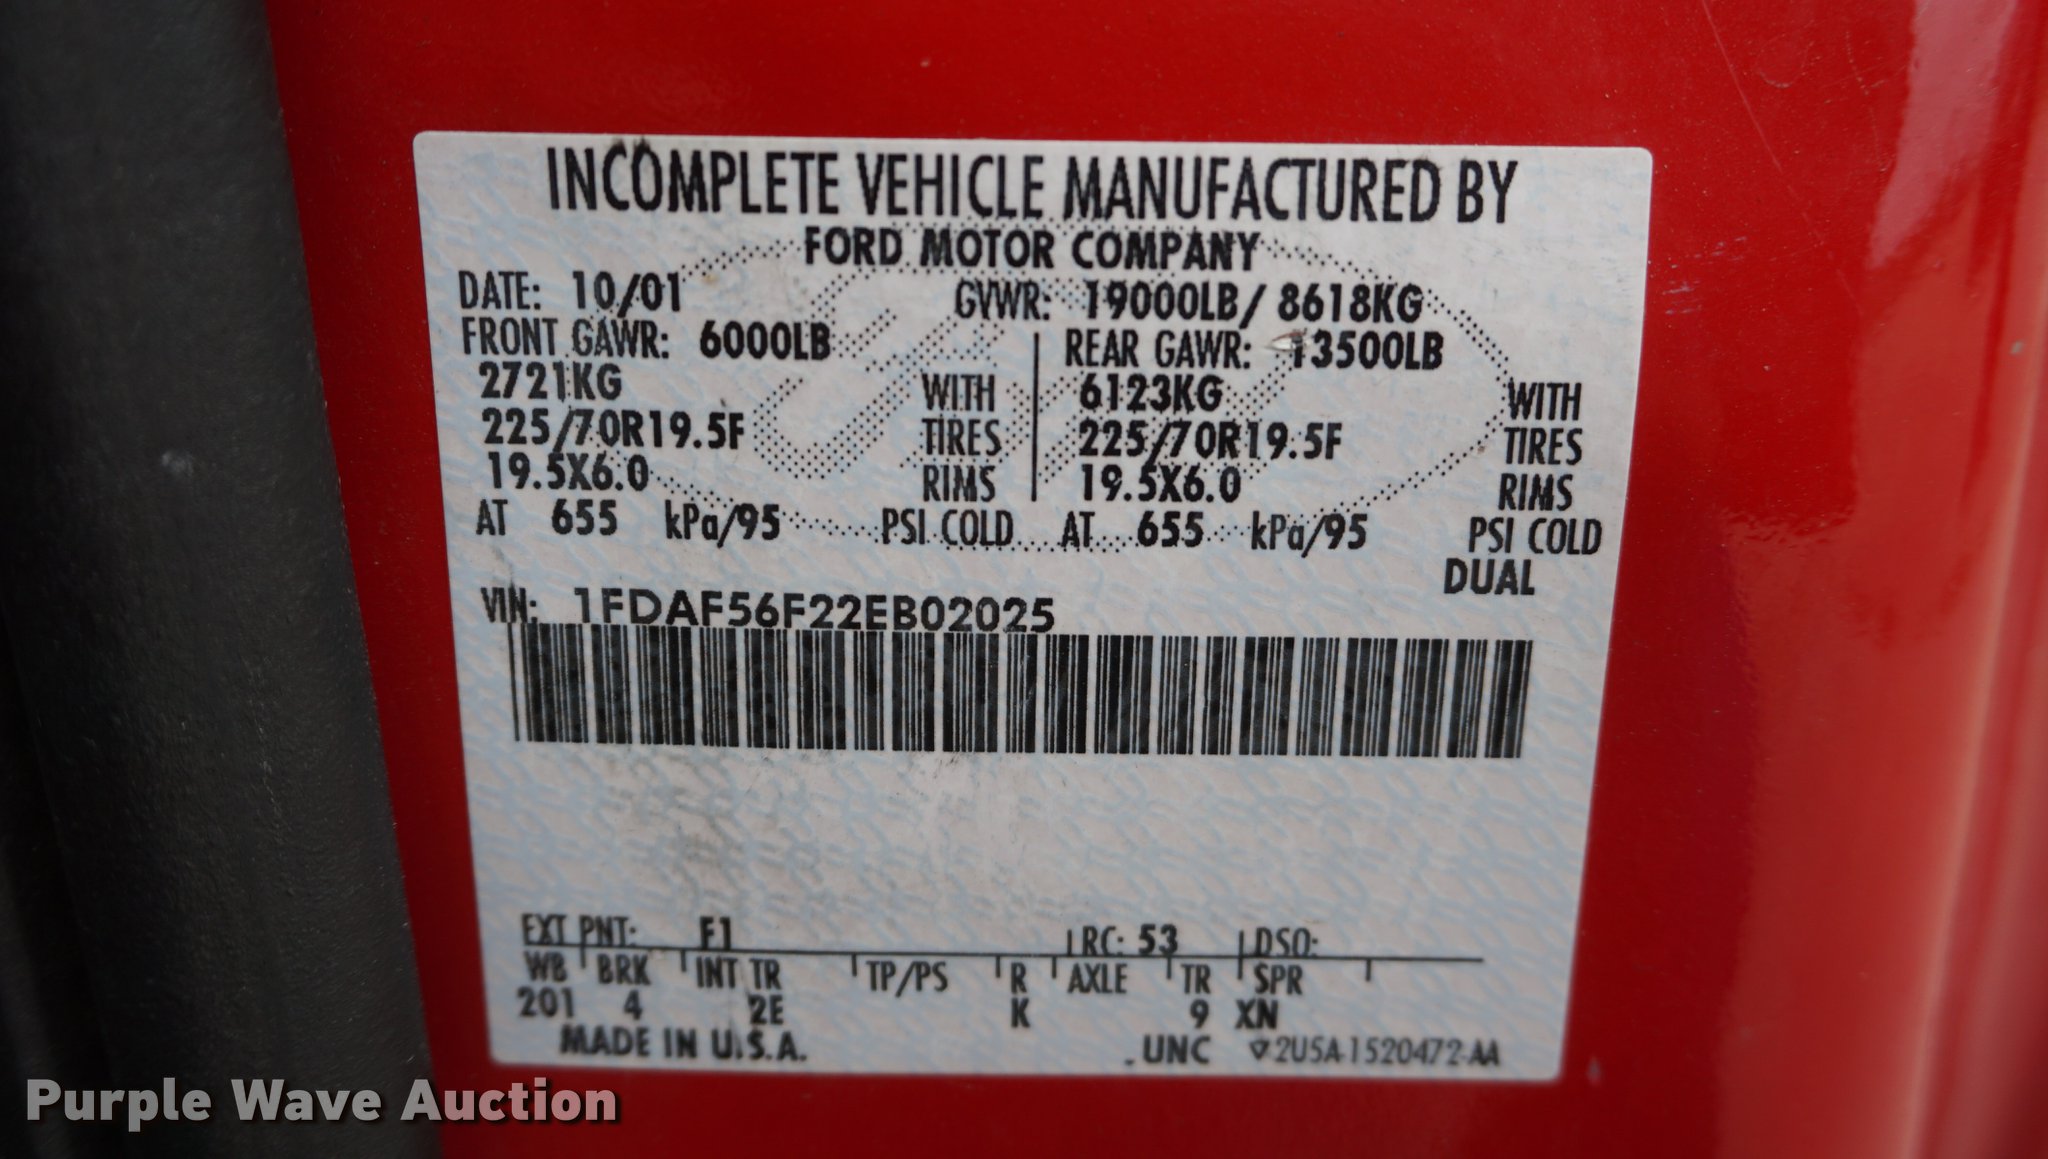 INCOMPLETE VEHICLE MANUFACTURED BY
FORD MOTOR COMPANY
DATE: 10/01 GVWR: 19000LB/ 8618KG
FRONT GAWR: 6000LB REAR GAWR: 13500LB
2721KG WITH 6123KG WITH
225/70R19.5F TIRES 225/70R19.5F TIRES
19.5X6.0 RIMS 19.5X6.0 RIMS
AT 655 kPa/95 PSI COLD AT 655 kPa/95 PSI COLD
DUAL
VIN: 1FDAF56F22EB02025
EXT PNT: F1 RC: 53 DSO:
WB BRK INT TR TP/PS R AXLE TR SPR
201 4 2E K 9 XN
MADE IN U.S.A. .UNC 2U5A-1520472-AA
Purple Wave Auction